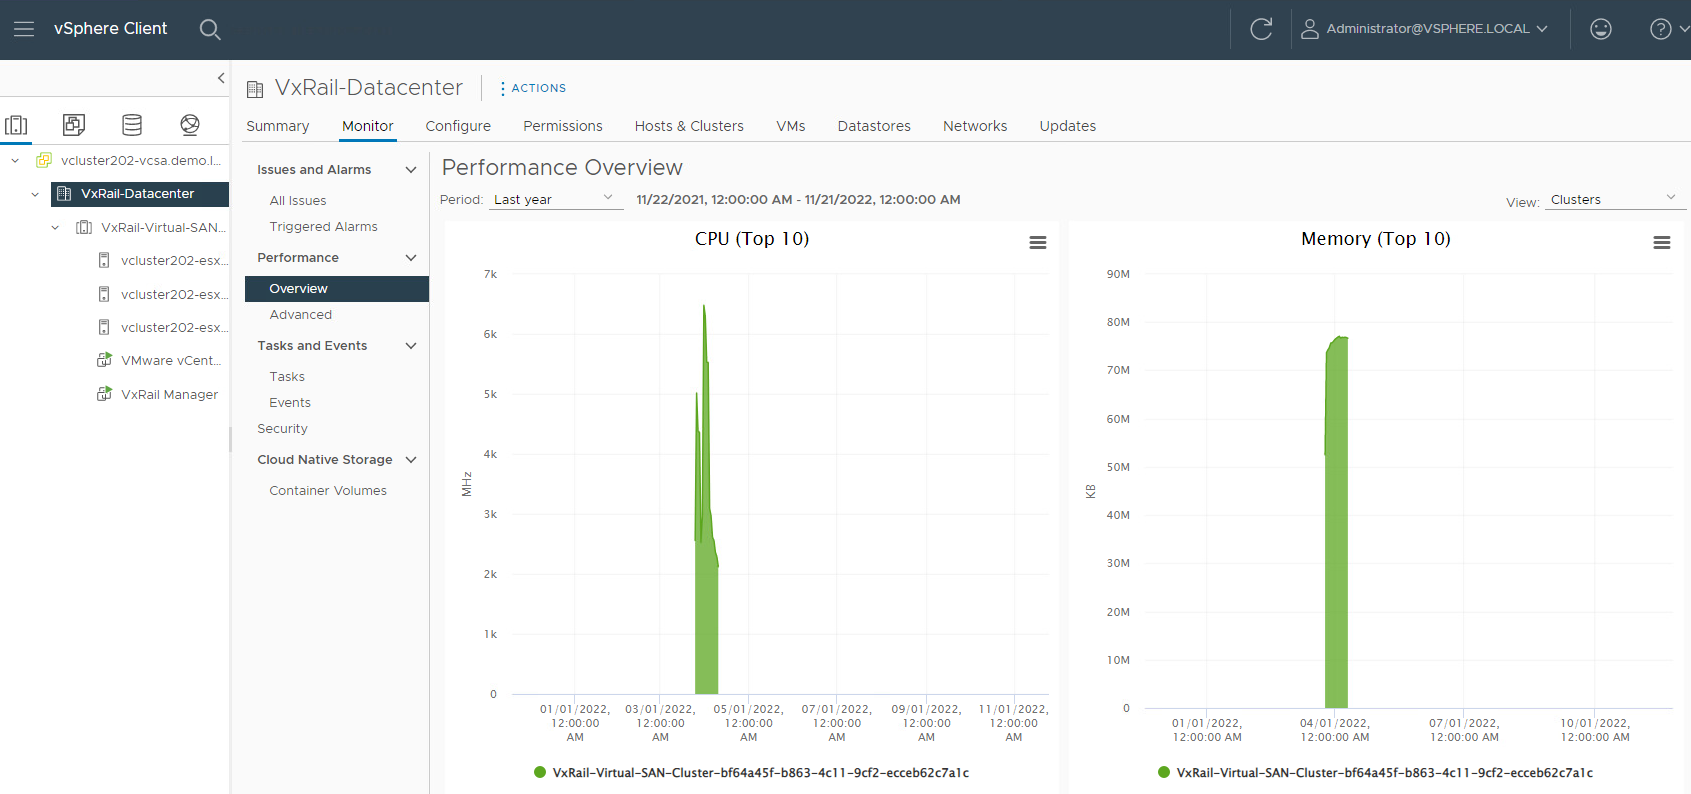 vSphere Client
Administrator@VSPHERE.LOCAL
vcluster202-vcsa.demo.l...
VxRail-Datacenter
VxRail-Virtual-SAN...
vcluster202-esx...
vcluster202-esx...
vcluster202-esx...
VMware vCent...
VxRail Manager
VxRail-Datacenter
ACTIONS
Summary Monitor Configure Permissions Hosts & Clusters VMs Datastores Networks Updates
Issues and Alarms
All Issues
Triggered Alarms
Performance
Overview
Advanced
Tasks and Events
Tasks
Events
Security
Cloud Native Storage
Container Volumes
Performance Overview
Period: Last year 11/22/2021, 12:00:00 AM - 11/21/2022, 12:00:00 AM
View: Clusters
CPU (Top 10)
7k
6k
5k
4k
3k
2k
1k
0
MHz
01/01/2022, 03/01/2022, 05/01/2022, 07/01/2022, 09/01/2022, 11/01/2022,
12:00:00 12:00:00 12:00:00 12:00:00 12:00:00 12:00:00
AM AM AM AM AM AM
VxRail-Virtual-SAN-Cluster-bf64a45f-b863-4c11-9cf2-ecceb62c7a1c
Memory (Top 10)
90M
80M
70M
60M
50M
40M
30M
20M
10M
0
KB
01/01/2022, 04/01/2022, 07/01/2022, 10/01/2022,
12:00:00 AM 12:00:00 AM 12:00:00 AM 12:00:00 AM
VxRail-Virtual-SAN-Cluster-bf64a45f-b863-4c11-9cf2-ecceb62c7a1c